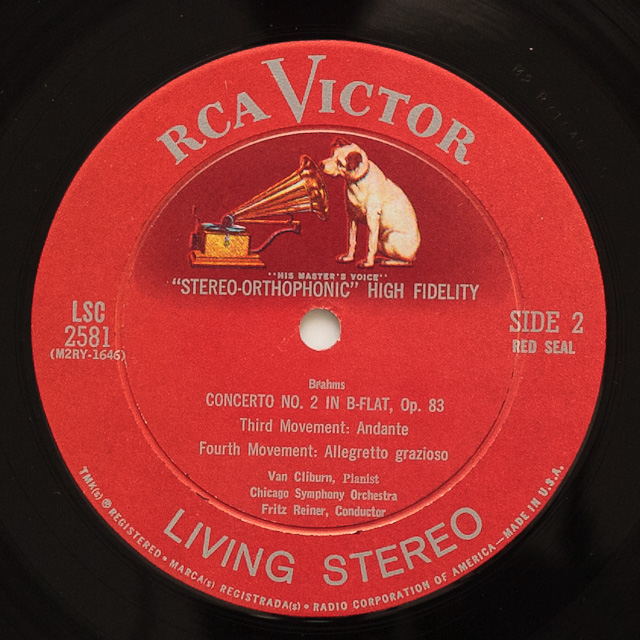 RCA VICTOR
"HIS MASTER'S VOICE"
"STEREO-ORTHOPHONIC" HIGH FIDELITY
LSC
2581
(M2RY-1646)
SIDE 2
RED SEAL
Brahms
CONCERTO NO. 2 IN B-FLAT, Op. 83
Third Movement: Andante
Fourth Movement: Allegretto grazioso
Van Cliburn, Pianist
Chicago Symphony Orchestra
Fritz Reiner, Conductor
LIVING STEREO
TMK(s) ® REGISTERED • MARCA(s) REGISTRADA(s) • RADIO CORPORATION OF AMERICA—MADE IN U.S.A.